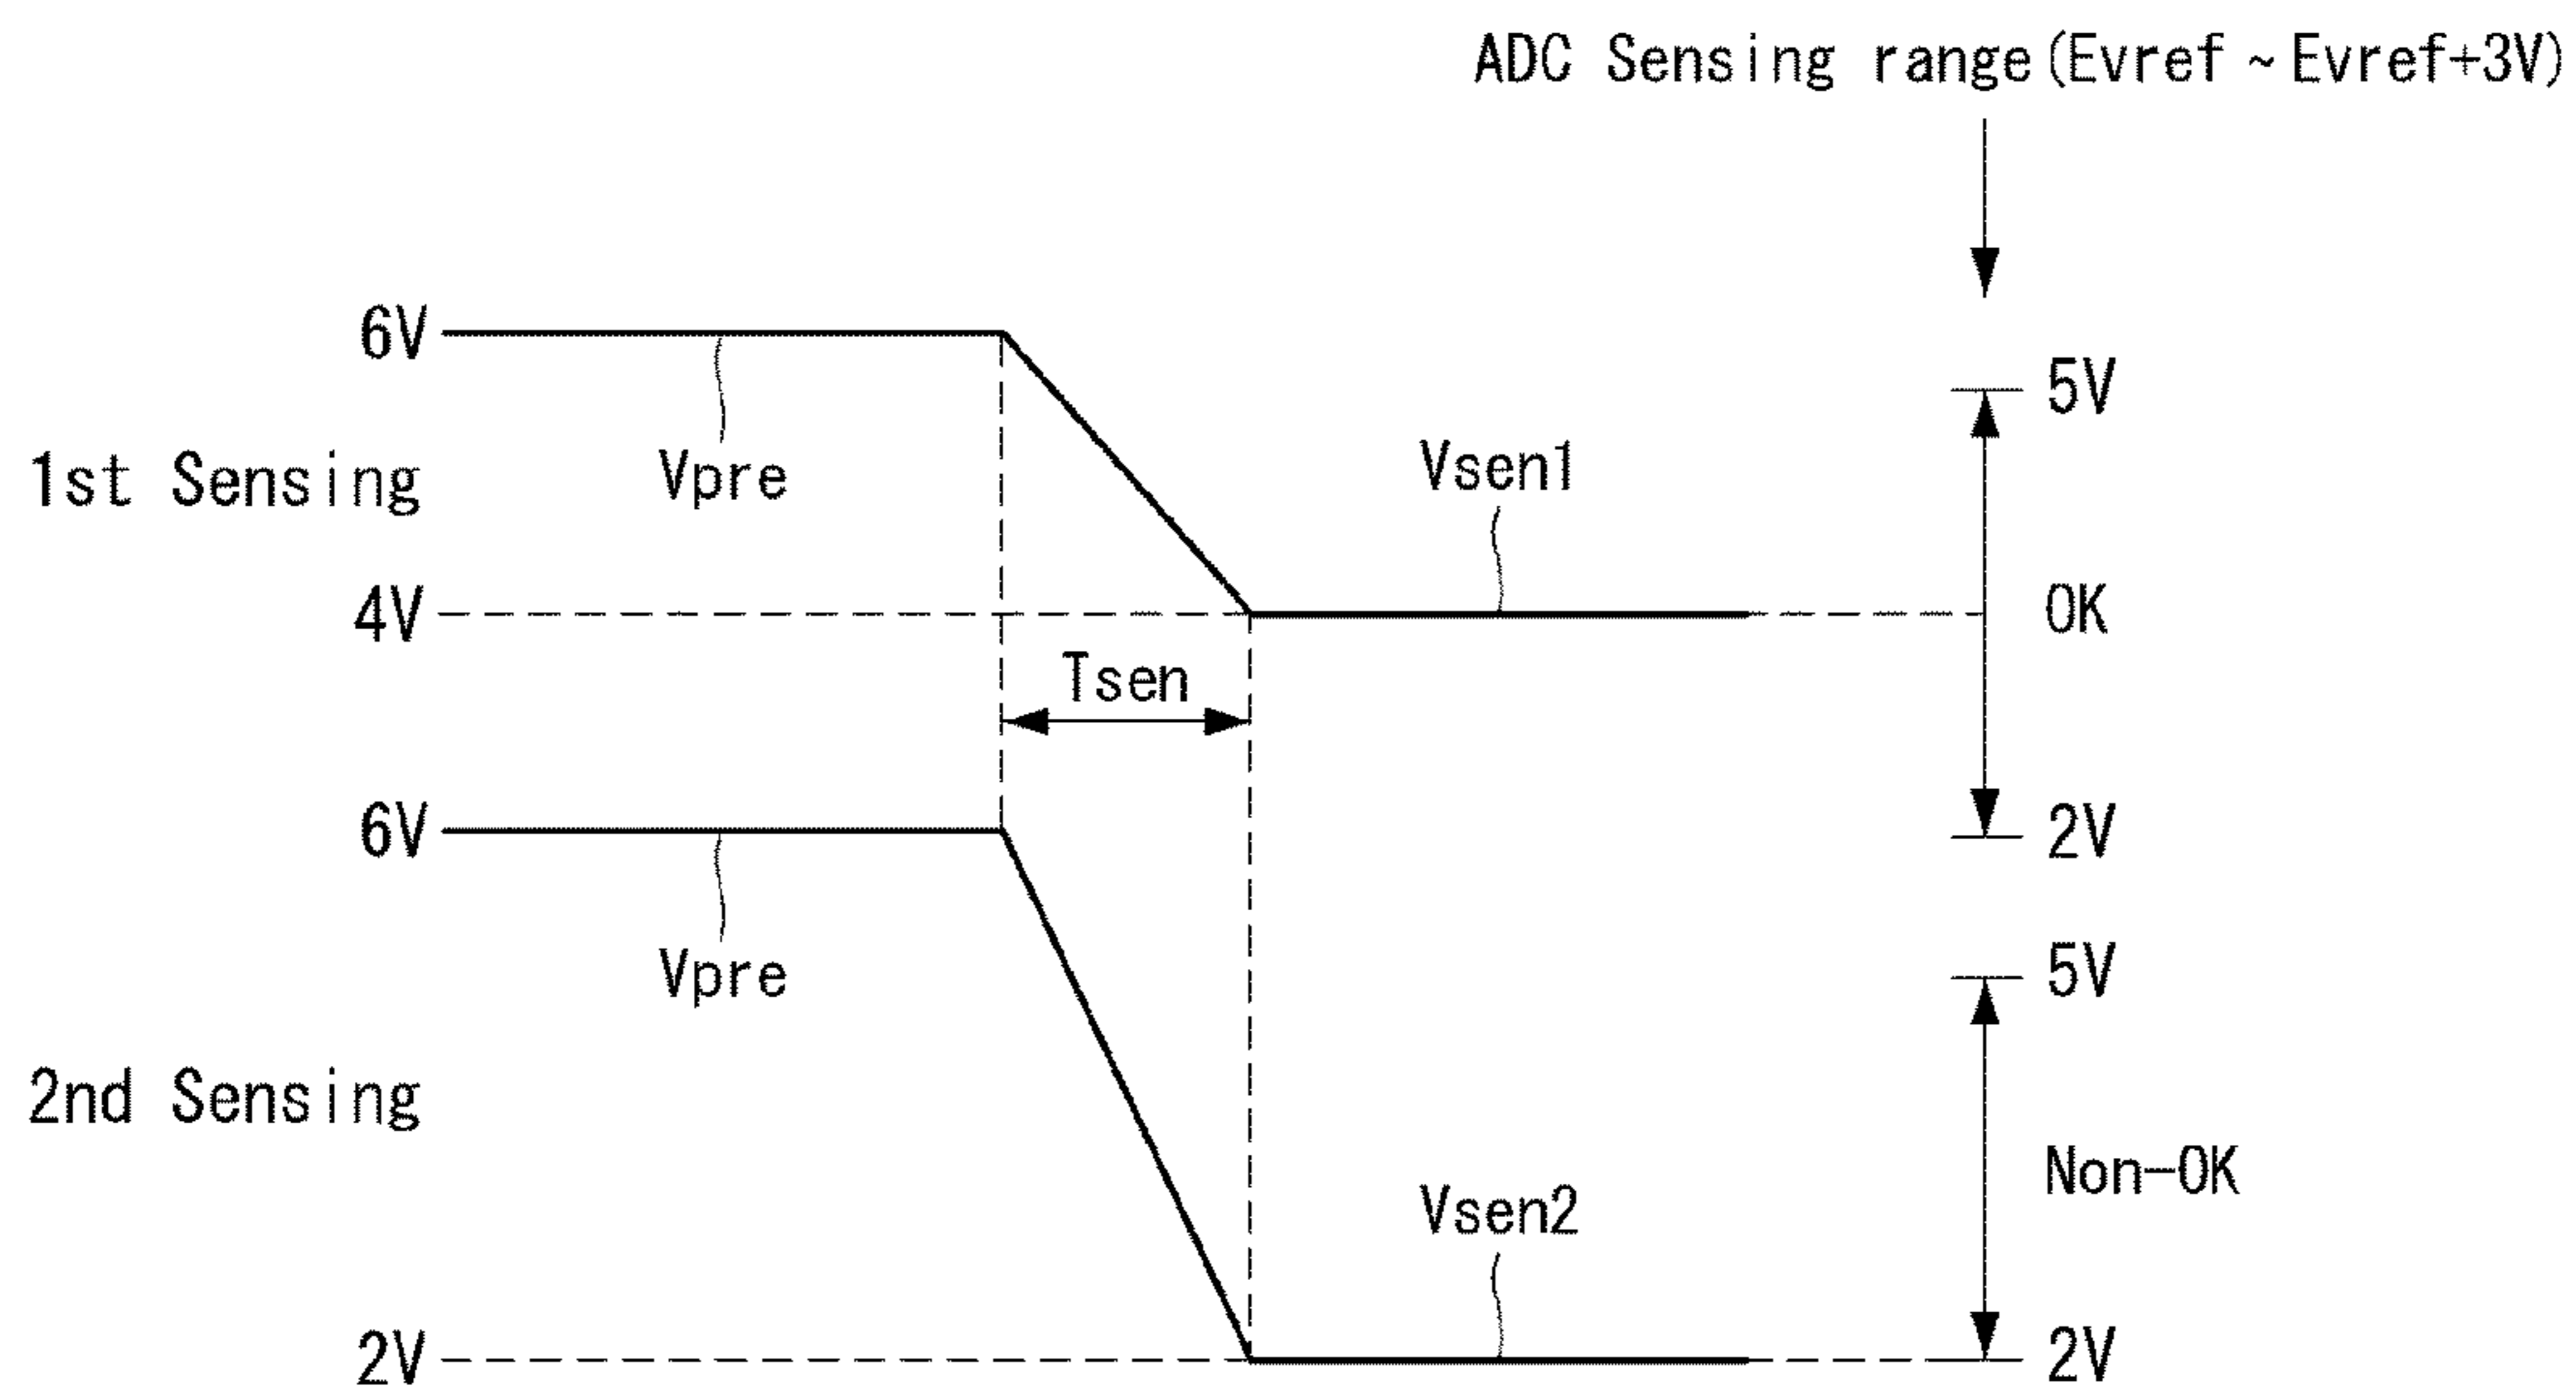 ADC Sensing range(Evref ~ Evref+3V)
6V
5V
1st Sensing
Vpre
Vsen1
4V
OK
Tsen
6V
2V
Vpre
5V
2nd Sensing
Non-OK
Vsen2
2V
2V